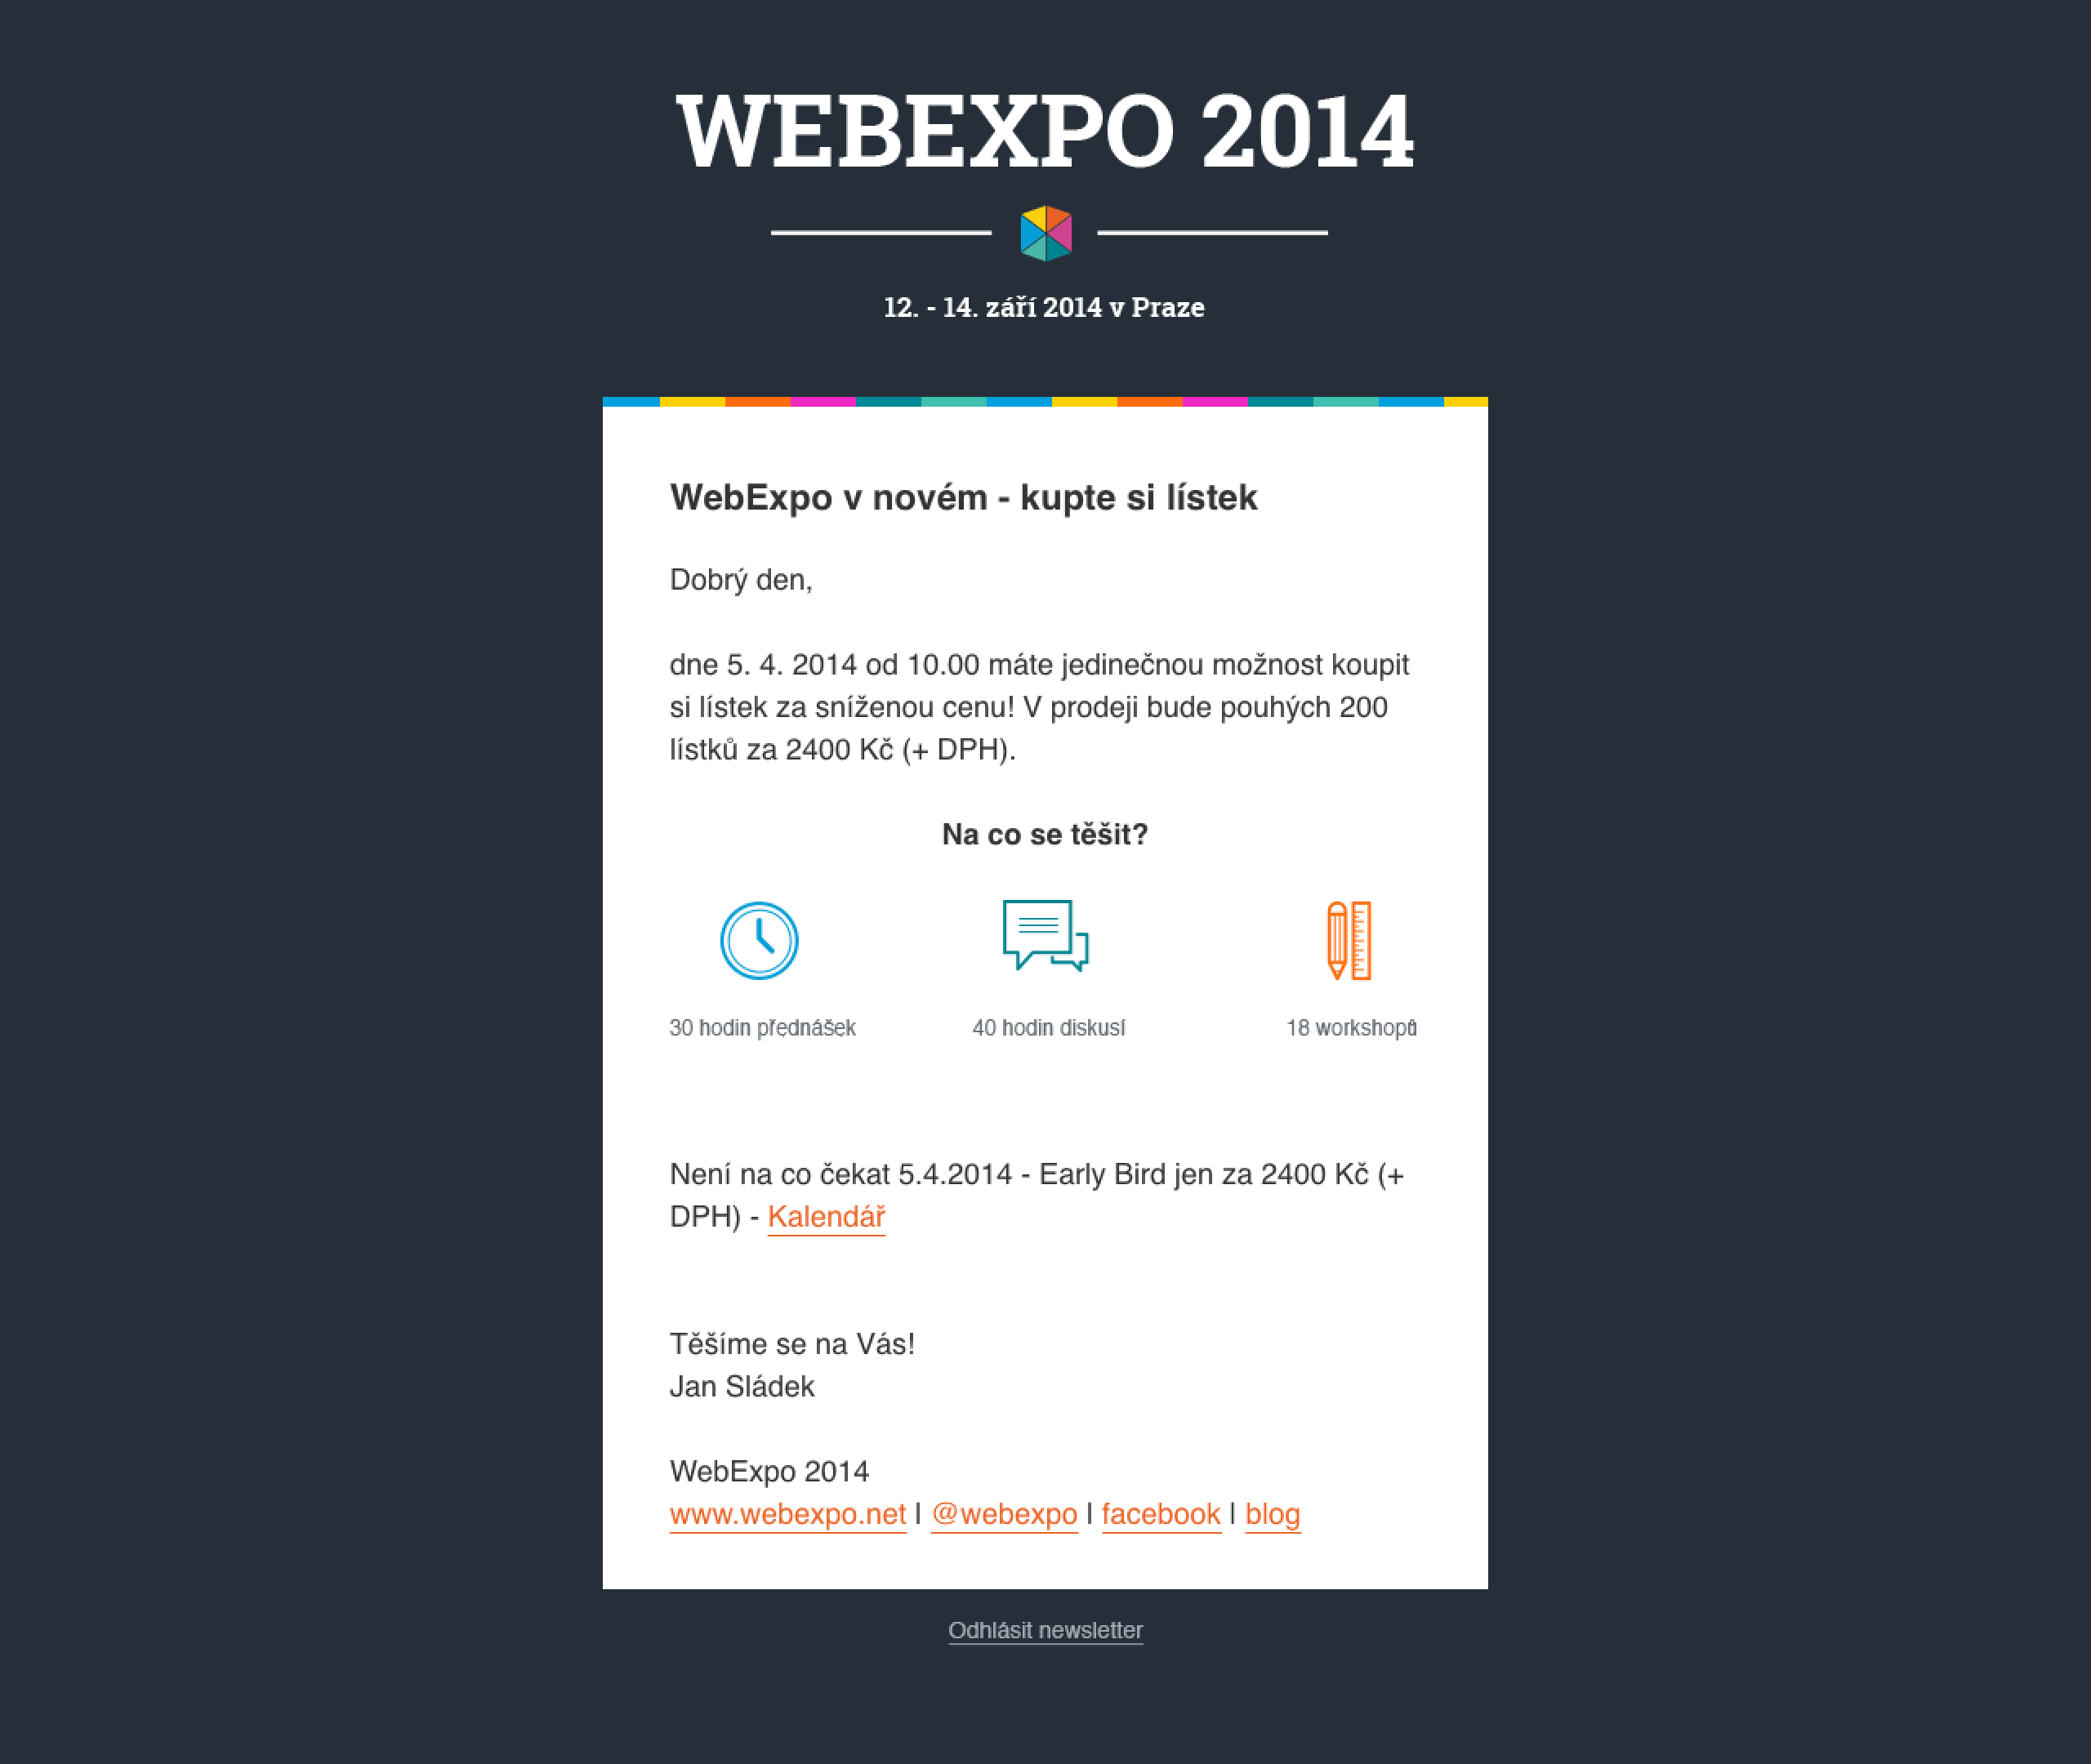 WEBEXPO 2014
12. - 14. září 2014 v Praze
WebExpo v novém - kupte si lístek
Dobrý den,
dne 5. 4. 2014 od 10.00 máte jedinečnou možnost koupit
si lístek za sníženou cenu! V prodeji bude pouhých 200
lístků za 2400 Kč (+ DPH).
Na co se těšit?
30 hodin přednášek
40 hodin diskusí
18 workshopů
Není na co čekat 5.4.2014 - Early Bird jen za 2400 Kč (+
DPH) - Kalendář
Těšíme se na Vás!
Jan Sládek
WebExpo 2014
www.webexpo.net | @webexpo | facebook | blog
Odhlásit newsletter